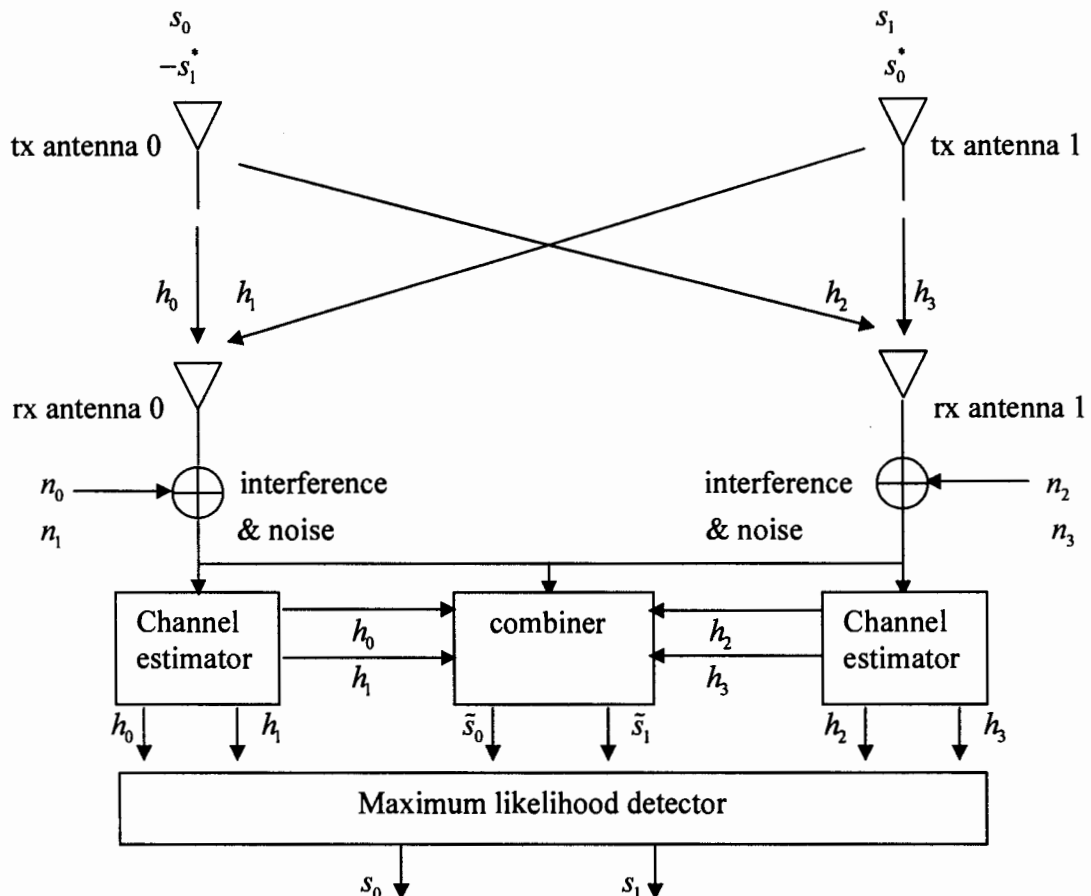 s₀ s₁
−s₁* s₀*
tx antenna 0 tx antenna 1
h₀ h₁ h₂ h₃
rx antenna 0 rx antenna 1
n₀ interference interference n₂
n₁ & noise & noise n₃
Channel combiner Channel
estimator estimator
h₀ h₂
h₁ h₃
h₀ h₁ s̃₀ s̃₁ h₂ h₃
Maximum likelihood detector
s₀ s₁